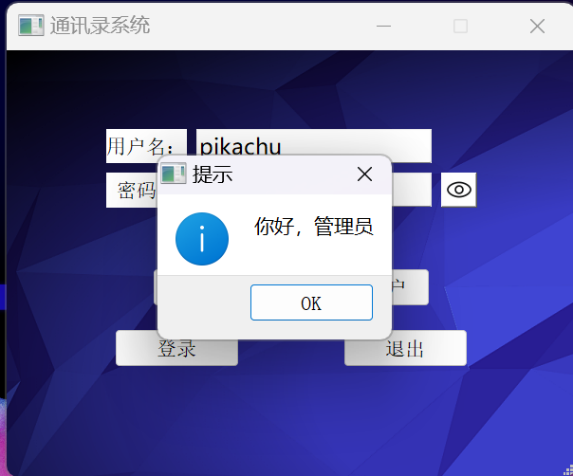 通讯录系统
用户名：
pikachu
密码
提示
你好，管理员
户
OK
登录
退出